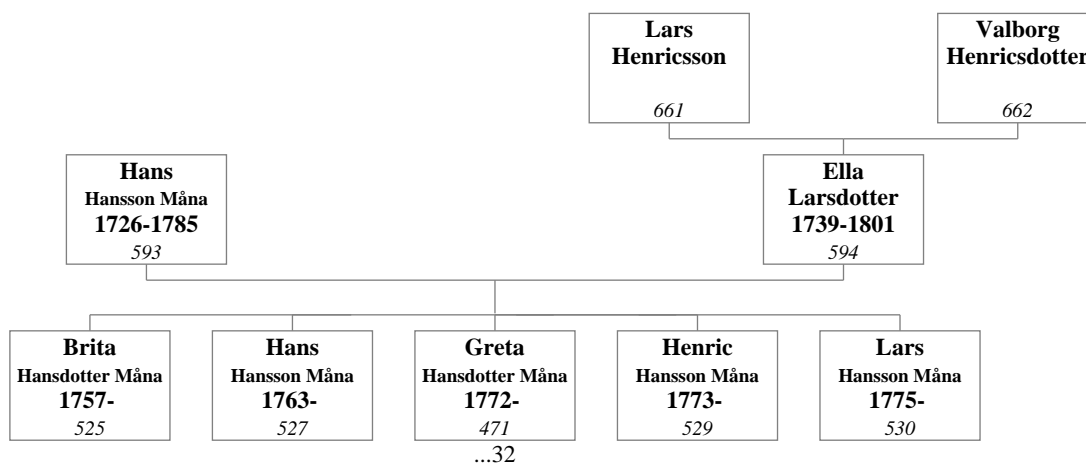 Lars
Henricsson
661
Valborg
Henricsdotter
662
Hans
Hansson Måna
1726-1785
593
Ella
Larsdotter
1739-1801
594
Brita
Hansdotter Måna
1757-
525
Hans
Hansson Måna
1763-
527
Greta
Hansdotter Måna
1772-
471
...32
Henric
Hansson Måna
1773-
529
Lars
Hansson Måna
1775-
530